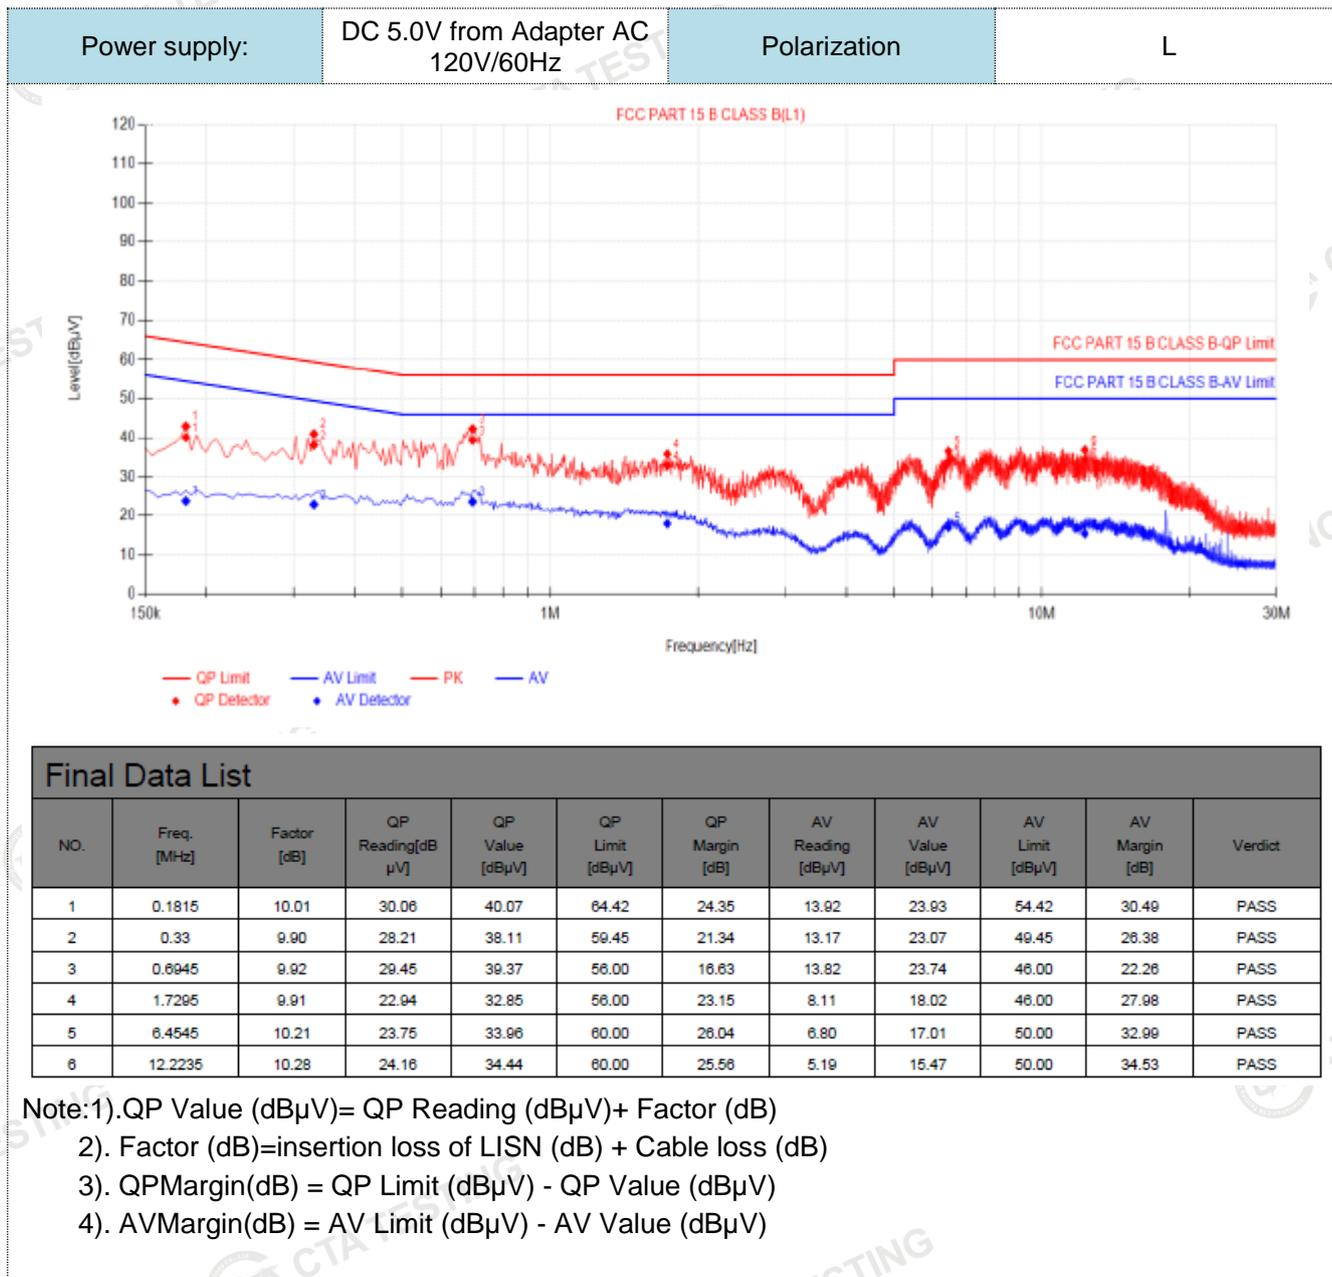 Power supply:
DC 5.0V from Adapter AC
120V/60Hz
Polarization
L
FCC PART 15 B CLASS B(L1)
120
110
100
90
80
70
60
50
40
30
20
10
0
Level[dBµV]
FCC PART 15 B CLASS B-QP Limit
FCC PART 15 B CLASS B-AV Limit
150k 1M 10M 30M
Frequency[Hz]
QP Limit AV Limit PK AV
QP Detector AV Detector
Final Data List
NO. Freq. [MHz] Factor [dB] QP Reading[dBµV] QP Value [dBµV] QP Limit [dBµV] QP Margin [dB] AV Reading [dBµV] AV Value [dBµV] AV Limit [dBµV] AV Margin [dB] Verdict
1 0.1815 10.01 30.06 40.07 64.42 24.35 13.92 23.93 54.42 30.49 PASS
2 0.33 9.90 28.21 38.11 59.45 21.34 13.17 23.07 49.45 26.38 PASS
3 0.6945 9.92 29.45 39.37 56.00 16.63 13.82 23.74 46.00 22.26 PASS
4 1.7295 9.91 22.94 32.85 56.00 23.15 8.11 18.02 46.00 27.98 PASS
5 6.4545 10.21 23.75 33.96 60.00 26.04 6.80 17.01 50.00 32.99 PASS
6 12.2235 10.28 24.16 34.44 60.00 25.56 5.19 15.47 50.00 34.53 PASS
Note:1).QP Value (dBµV)= QP Reading (dBµV)+ Factor (dB)
2). Factor (dB)=insertion loss of LISN (dB) + Cable loss (dB)
3). QPMargin(dB) = QP Limit (dBµV) - QP Value (dBµV)
4). AVMargin(dB) = AV Limit (dBµV) - AV Value (dBµV)
CTA TESTING